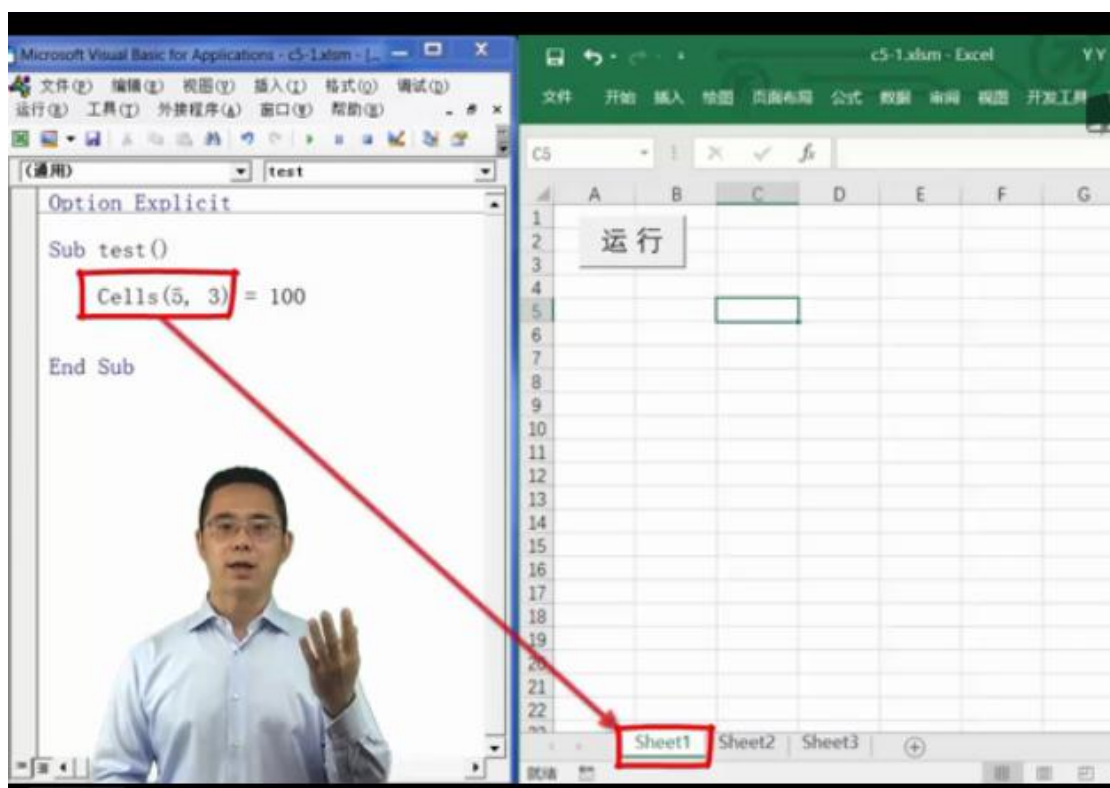 Microsoft Visual Basic for Applications - c5-1.xlsm - [...
文件(F) 编辑(E) 视图(V) 插入(I) 格式(O) 调试(D)
运行(R) 工具(T) 外接程序(A) 窗口(W) 帮助(H)
(通用) test
Option Explicit
Sub test()
Cells(5, 3) = 100
End Sub
c5-1.xlsm - Excel YY
文件 开始 插入 绘图 页面布局 公式 数据 审阅 视图 开发工具
C5 fx
A B C D E F G
1
2
运行
3
4
5
6
7
8
9
10
11
12
13
14
15
16
17
18
19
20
21
22
Sheet1 Sheet2 Sheet3
就绪